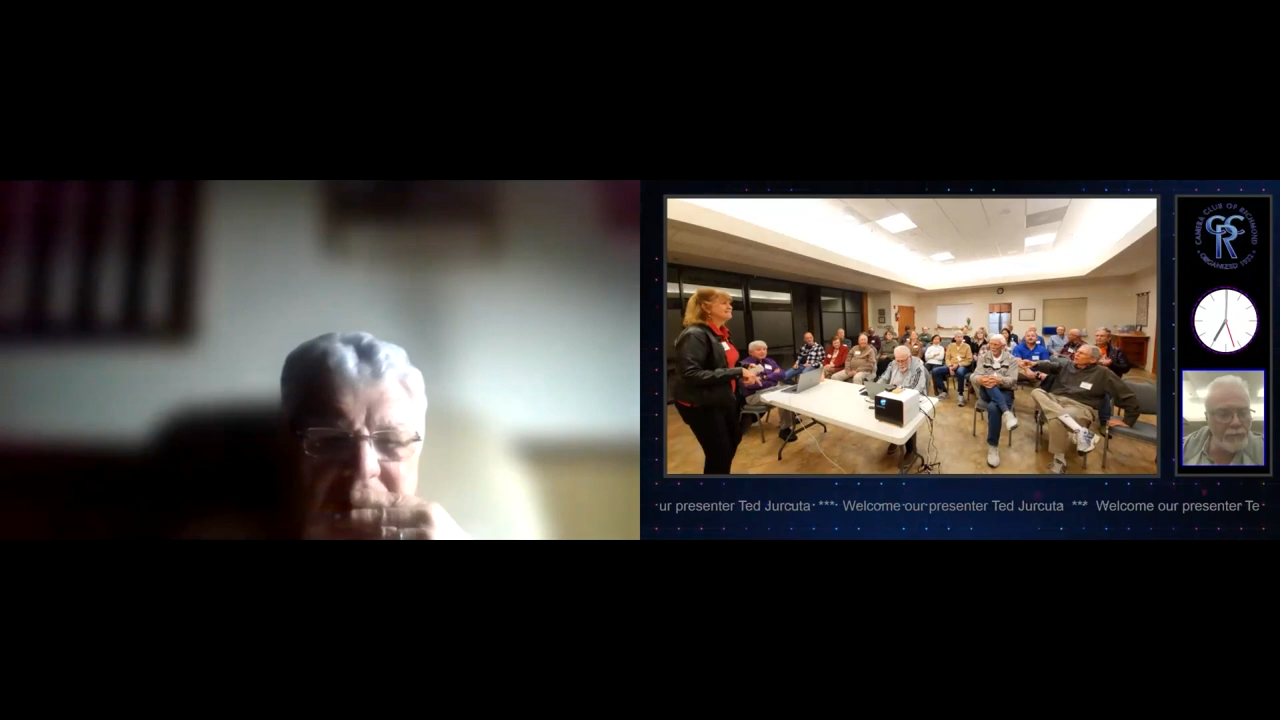 CAMERA CLUB OF RICHMOND
CCR
ORGANIZED 1932
ur presenter Ted Jurcuta *** Welcome our presenter Ted Jurcuta *** Welcome our presenter Te